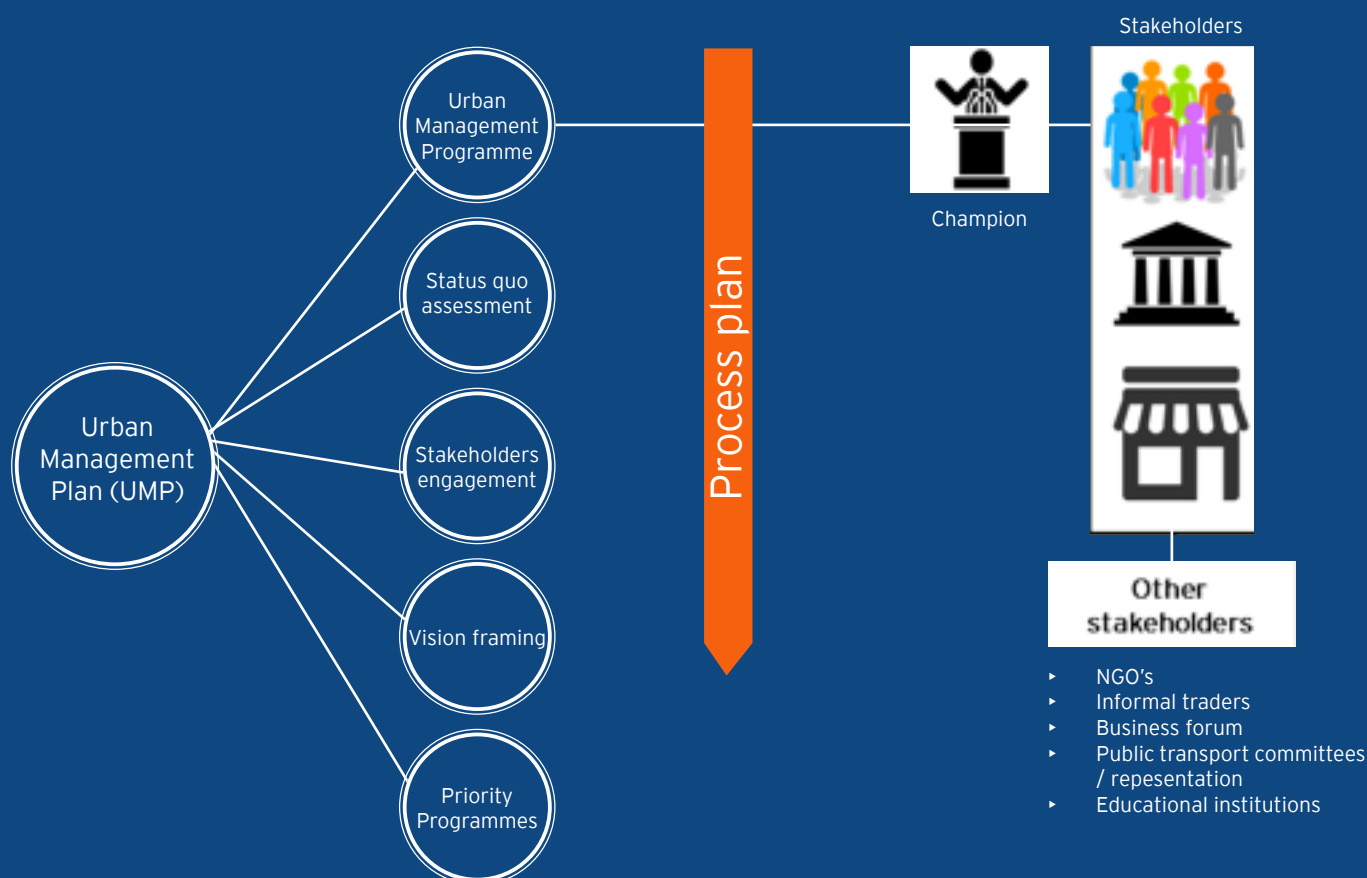 Urban
Management
Plan (UMP)
Urban
Management
Programme
Status quo
assessment
Stakeholders
engagement
Vision framing
Priority
Programmes
Process plan
Champion
Stakeholders
Other
stakeholders
▸ NGO's
▸ Informal traders
▸ Business forum
▸ Public transport committees
/ repesentation
▸ Educational institutions